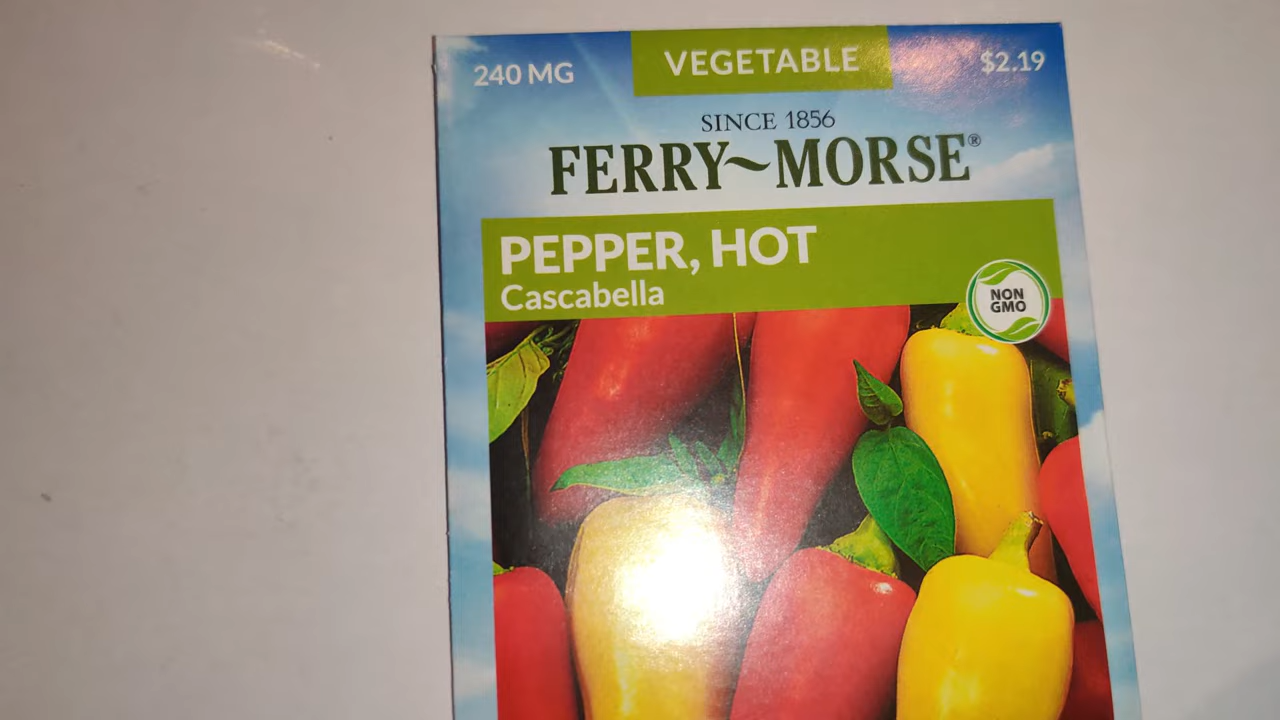 240 MG
VEGETABLE
$2.19
SINCE 1856
FERRY~MORSE®
PEPPER, HOT
Cascabella
NON
GMO